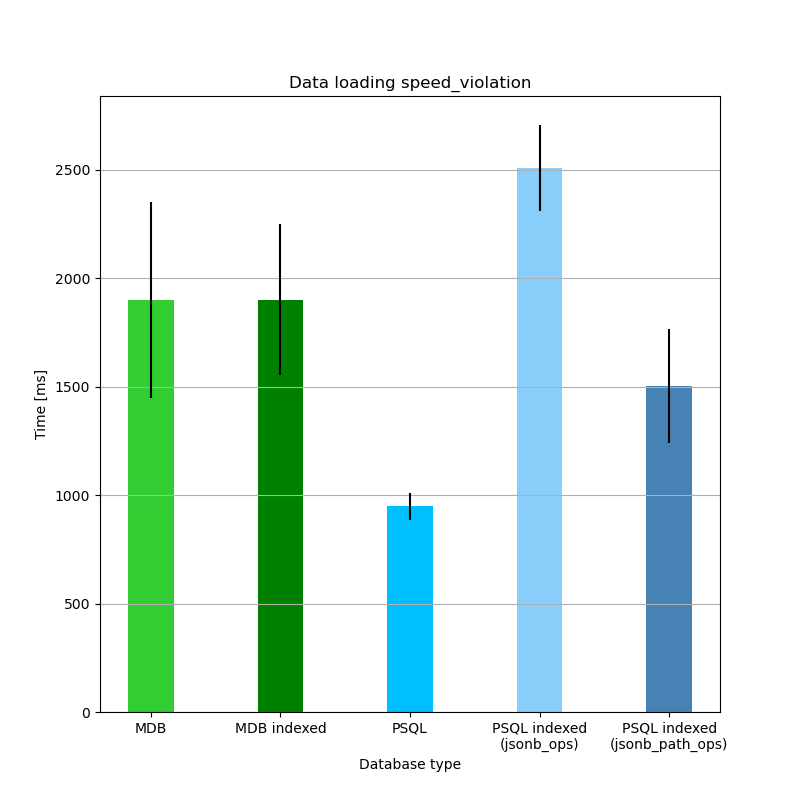 Data loading speed_violation
Time [ms]
2500
2000
1500
1000
500
0
MDB
MDB indexed
PSQL
PSQL indexed
(jsonb_ops)
PSQL indexed
(jsonb_path_ops)
Database type